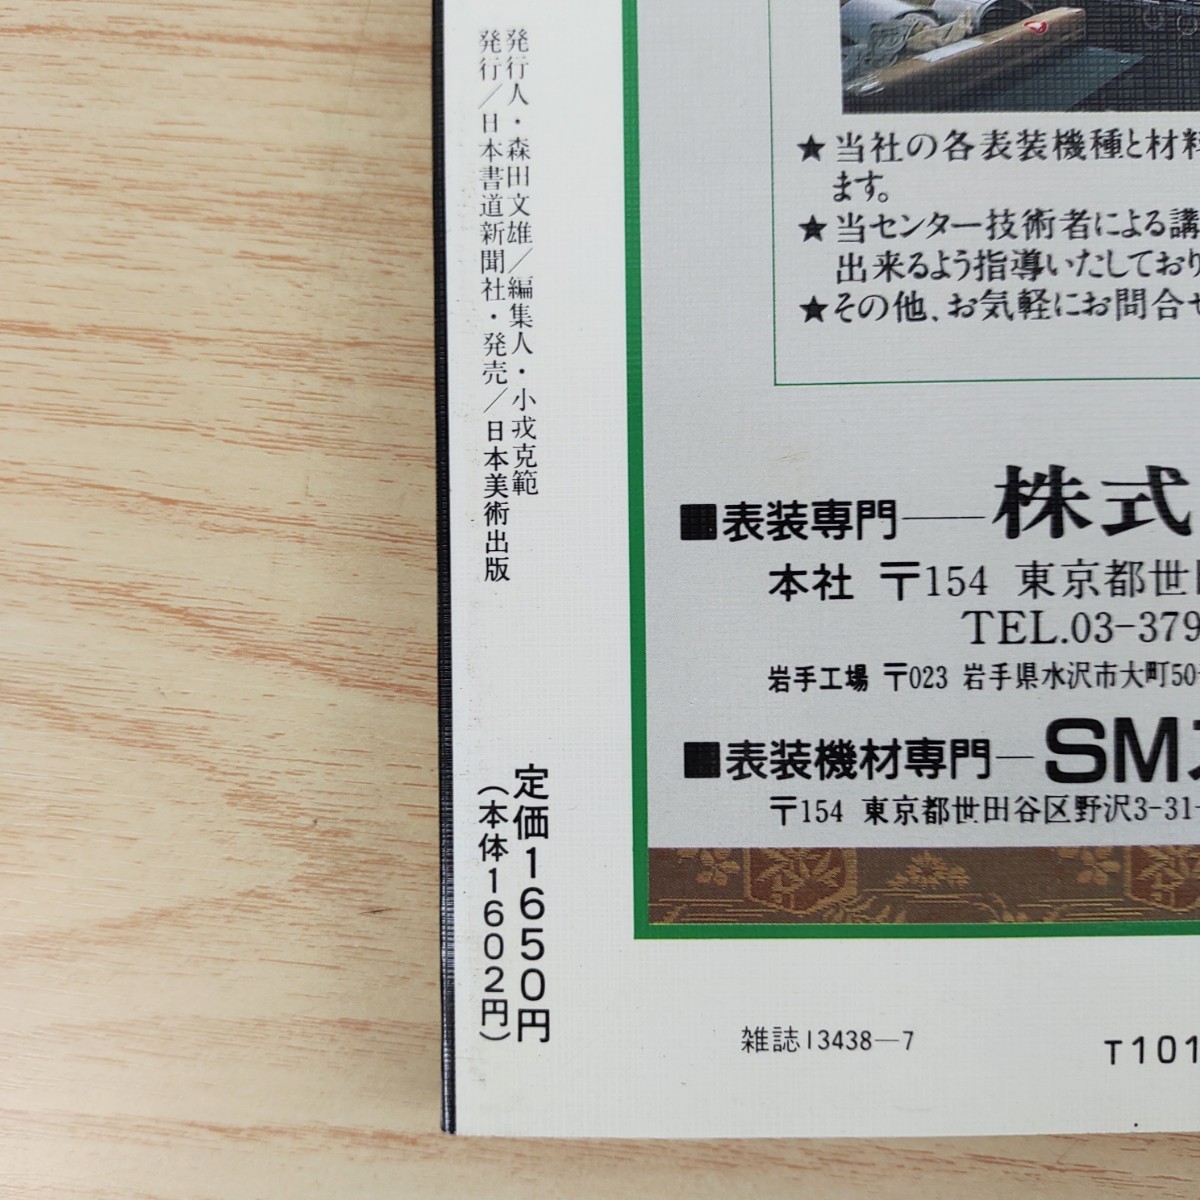 発行人・森田文雄／編集人・小戎克範
発行／日本書道新聞社・発売／日本美術出版
定価1650円
（本体1602円）
★当社の各表装機種と材料
ます。
★当センター技術者による講
出来るよう指導いたしており
★その他、お気軽にお問合せ
■表装専門――株式
本社 〒154 東京都世田
TEL.03-379
岩手工場 〒023 岩手県水沢市大町50-
■表装機材専門―SMス
〒154 東京都世田谷区野沢3-31-
雑誌13438―7
T101